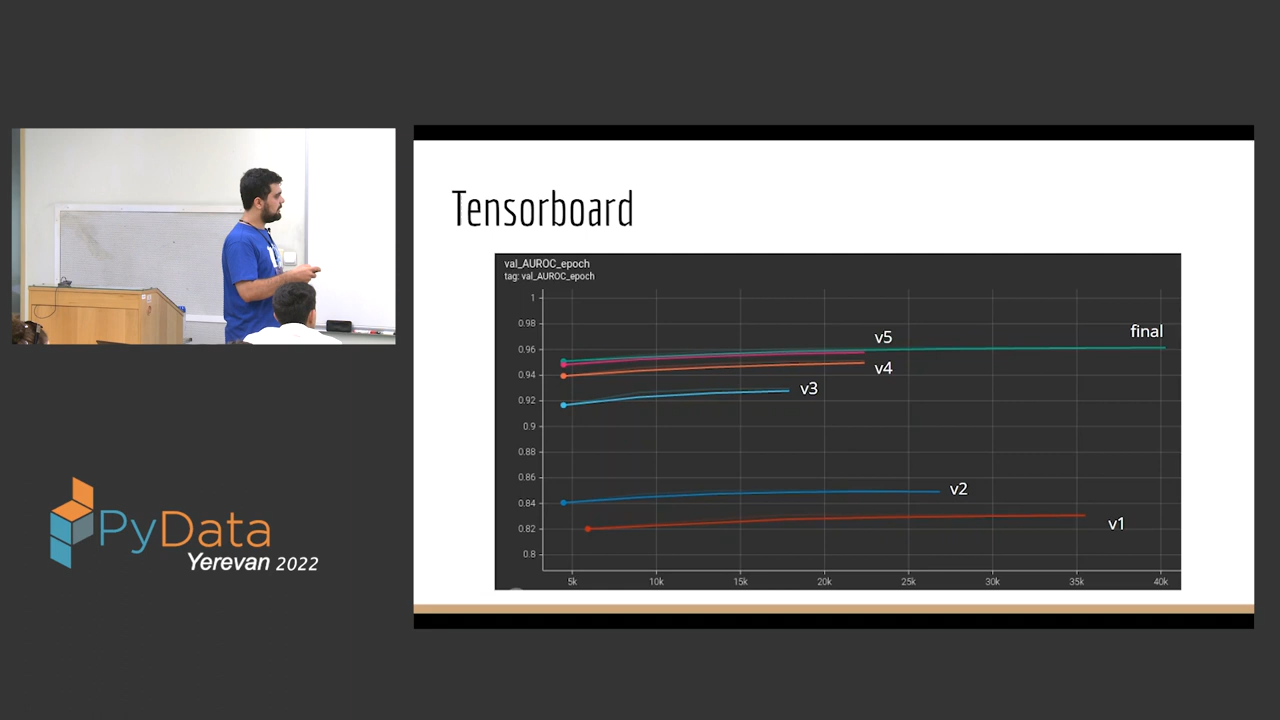 Tensorboard
val_AUROC_epoch
tag: val_AUROC_epoch
1
0.98
0.96
0.94
0.92
0.9
0.88
0.86
0.84
0.82
0.8
5k
10k
15k
20k
25k
30k
35k
40k
v5
final
v4
v3
v2
v1
PyData
Yerevan 2022